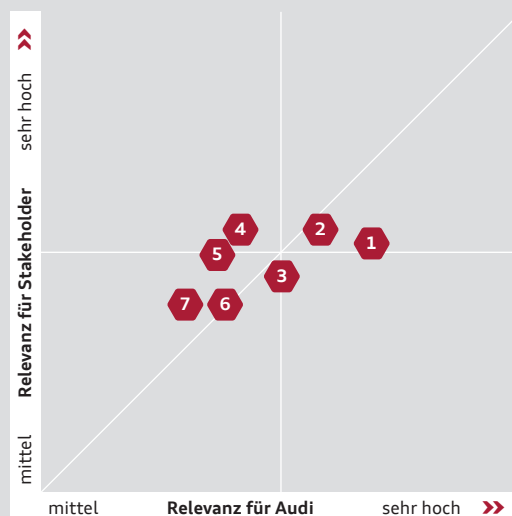 sehr hoch
Relevanz für Stakeholder
mittel
4
2
1
5
3
7
6
mittel
Relevanz für Audi
sehr hoch